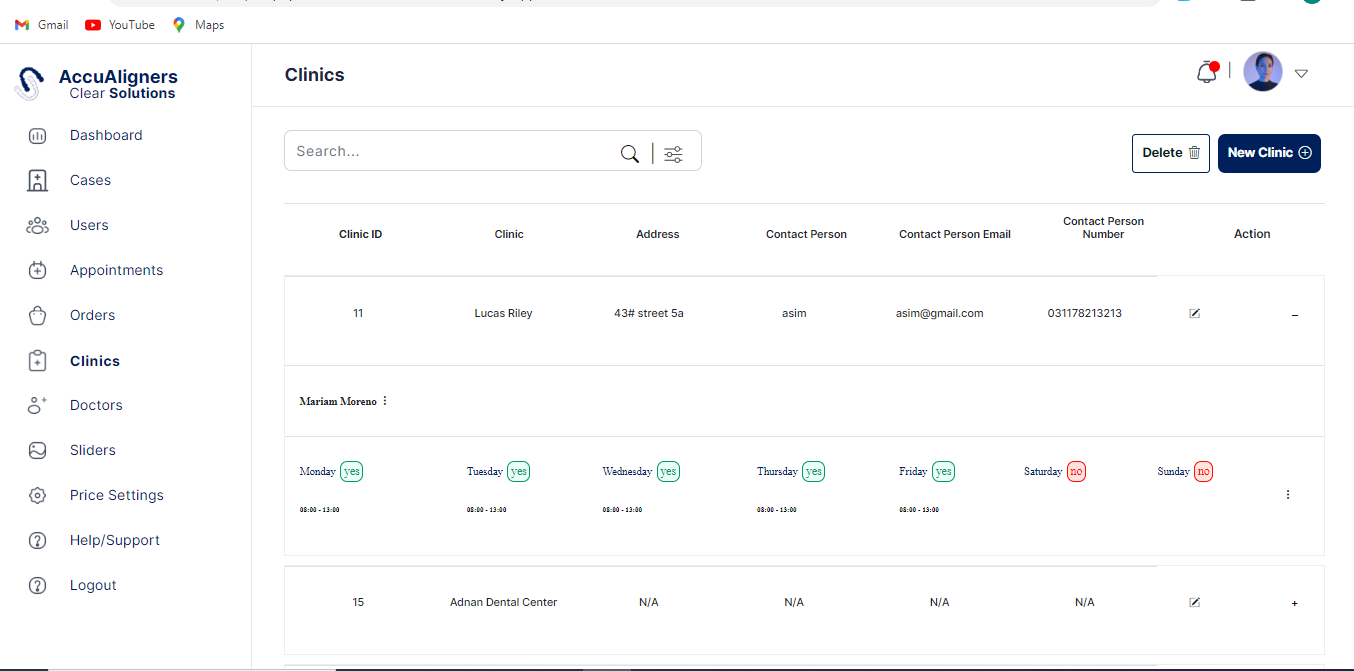 Gmail YouTube Maps
AccuAligners
Clear Solutions
Dashboard
Cases
Users
Appointments
Orders
Clinics
Doctors
Sliders
Price Settings
Help/Support
Logout
Clinics
Search...
Delete
New Clinic
Clinic ID Clinic Address Contact Person Contact Person Email Contact Person Number Action
11 Lucas Riley 43# street 5a asim asim@gmail.com 031178213213 –
Mariam Moreno
Monday yes Tuesday yes Wednesday yes Thursday yes Friday yes Saturday no Sunday no
08:00 - 13:00 08:00 - 13:00 08:00 - 13:00 08:00 - 13:00 08:00 - 13:00
15 Adnan Dental Center N/A N/A N/A N/A +